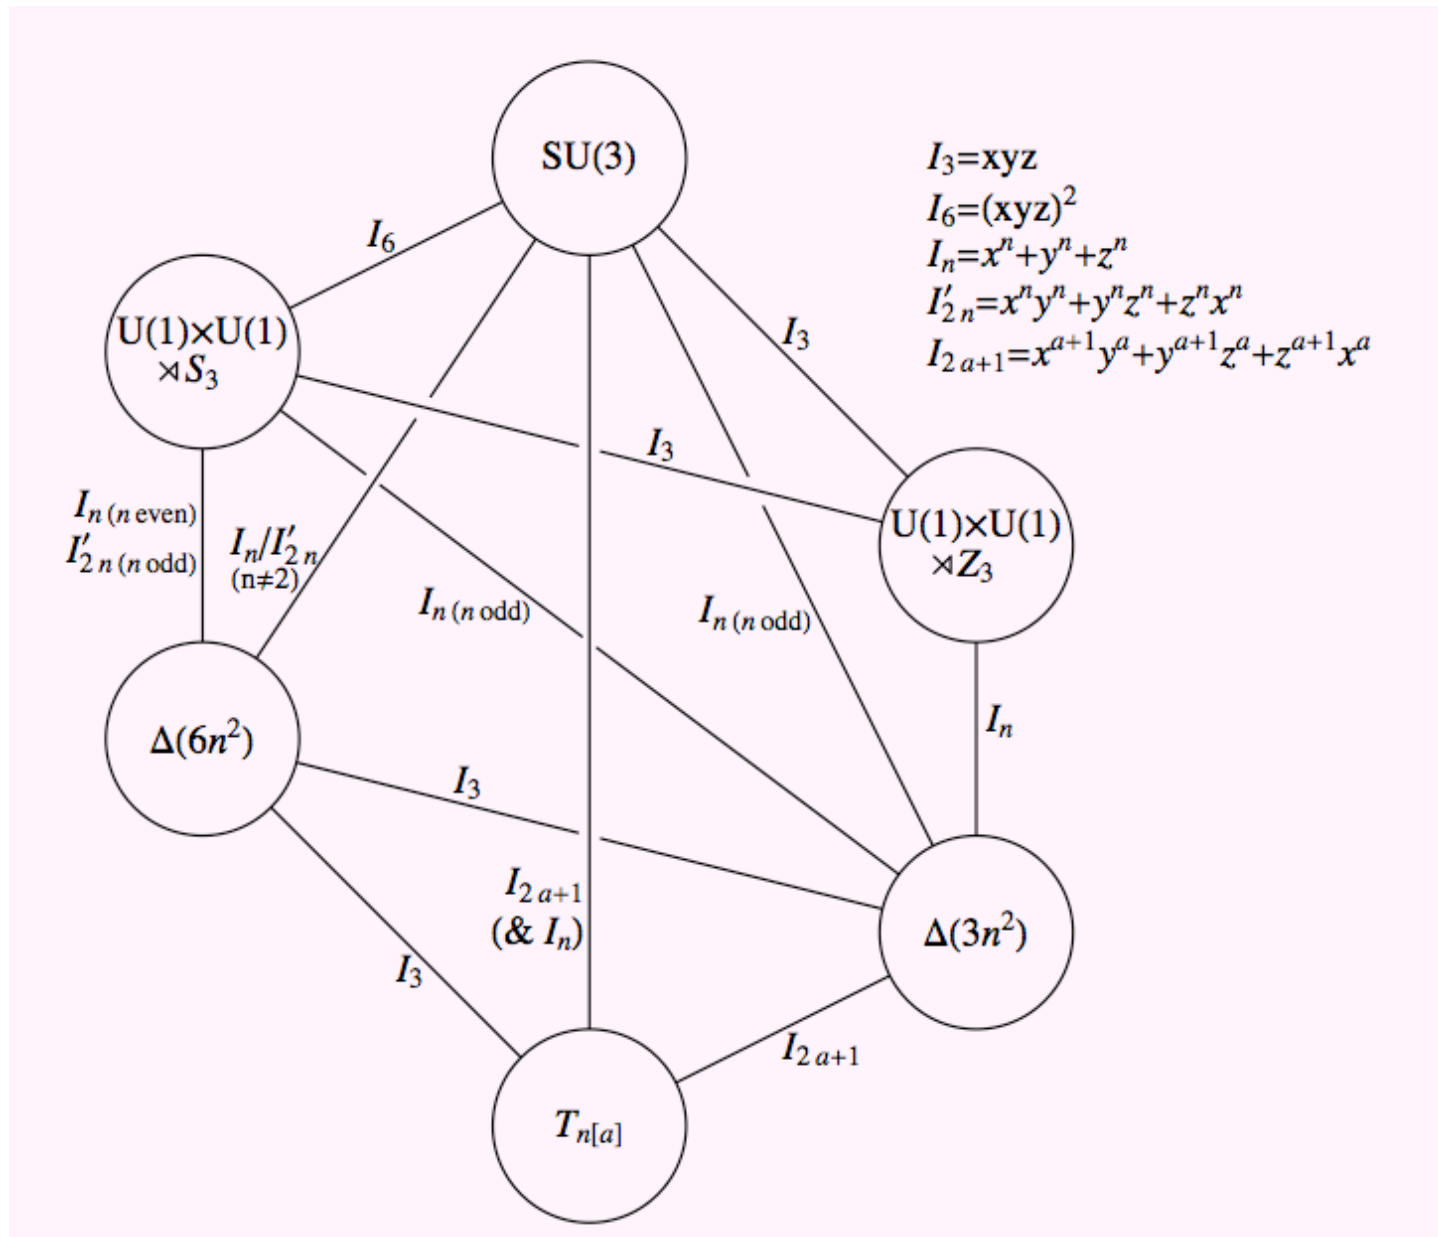 SU(3)
I₃=xyz
I₆=(xyz)²
Iₙ=xⁿ+yⁿ+zⁿ
I′₂ₙ=xⁿyⁿ+yⁿzⁿ+zⁿxⁿ
I₂ₐ₊₁=xᵃ⁺¹yᵃ+yᵃ⁺¹zᵃ+zᵃ⁺¹xᵃ
I₆
I₃
U(1)×U(1)
⋊S₃
I₃
U(1)×U(1)
⋊Z₃
Iₙ (n even)
I′₂ₙ (n odd)
Iₙ/I′₂ₙ
(n≠2)
Iₙ (n odd)
Iₙ (n odd)
Iₙ
Δ(6n²)
I₃
I₂ₐ₊₁
(& Iₙ)
Δ(3n²)
I₃
I₂ₐ₊₁
Tₙ[ₐ]